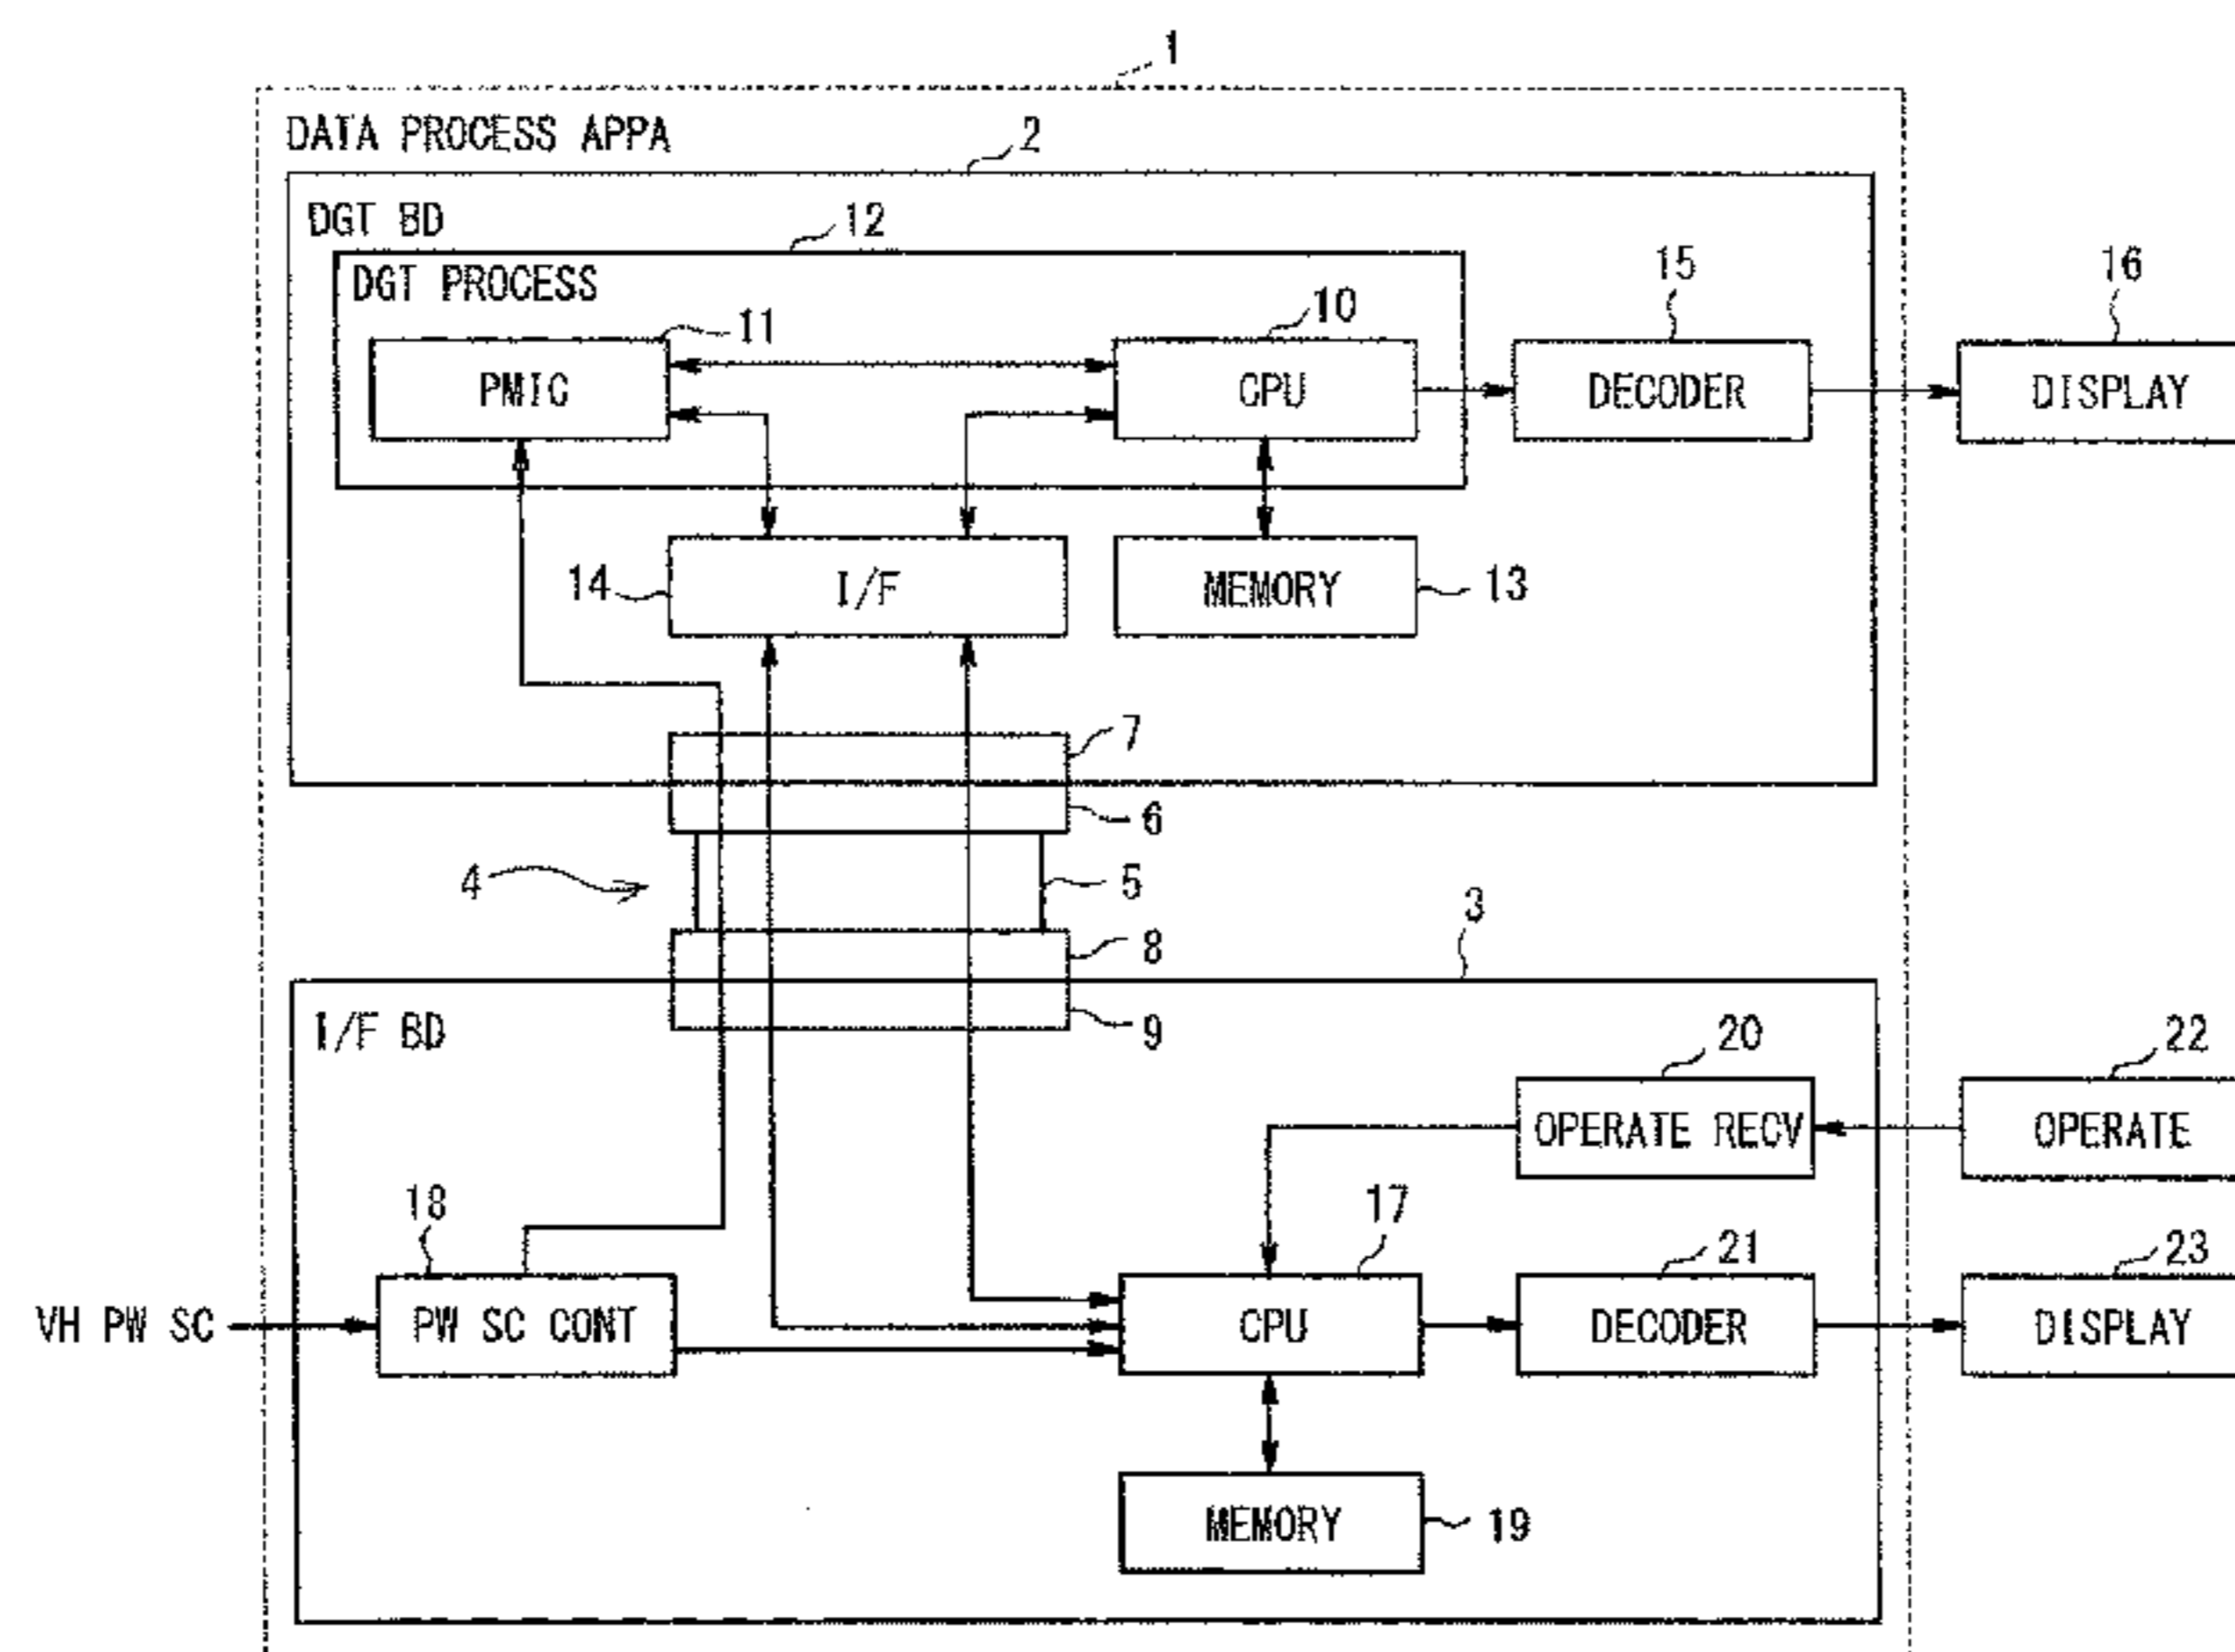 1
DATA PROCESS APPA
2
DGT BD
12
DGT PROCESS
15
16
11
10
PMIC
CPU
DECODER
DISPLAY
14
I/F
MEMORY
13
7
6
4
5
3
8
I/F BD
9
20
22
OPERATE RECV
OPERATE
18
17
21
23
VH PW SC
PW SC CONT
CPU
DECODER
DISPLAY
MEMORY
19